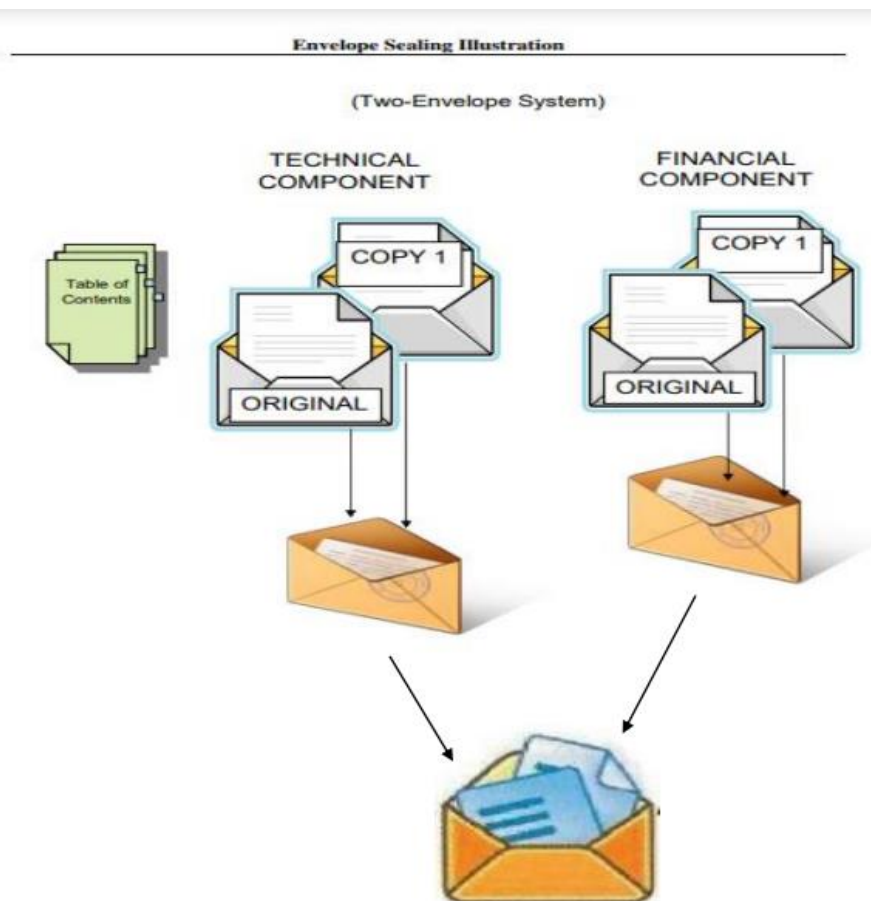 Envelope Sealing Illustration
(Two-Envelope System)
TECHNICAL
COMPONENT
FINANCIAL
COMPONENT
Table of
Contents
COPY 1
ORIGINAL
COPY 1
ORIGINAL